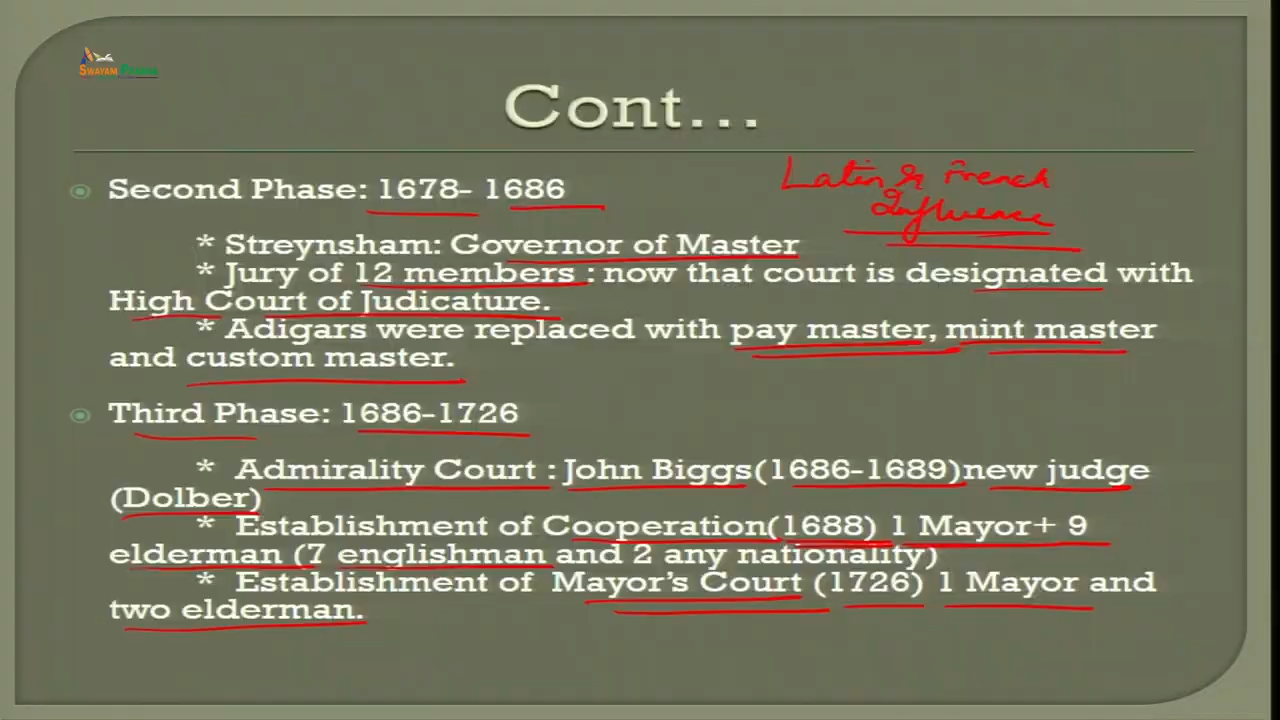 SWAYAM PRABHA
Cont...
Latin & French
Influence
Second Phase: 1678- 1686
* Streynsham: Governor of Master
* Jury of 12 members : now that court is designated with
High Court of Judicature.
* Adigars were replaced with pay master, mint master
and custom master.
Third Phase: 1686-1726
* Admirality Court : John Biggs(1686-1689)new judge
(Dolber)
* Establishment of Cooperation(1688) 1 Mayor+ 9
elderman (7 englishman and 2 any nationality)
* Establishment of Mayor's Court (1726) 1 Mayor and
two elderman.